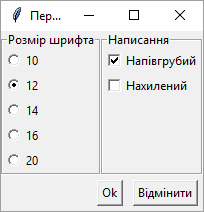 Пер...
Розмір шрифта
Написання
10
Напівгрубий
12
Нахилений
14
16
20
Ok
Відмінити